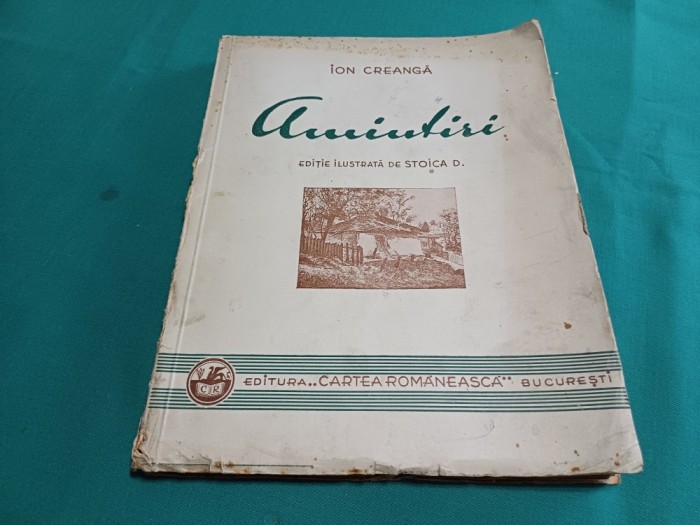 ION CREANGĂ
Amintiri
EDIȚIE ILUSTRATĂ DE STOICA D.
C R
EDITURA „CARTEA ROMÂNEASCĂ" BUCUREȘTI